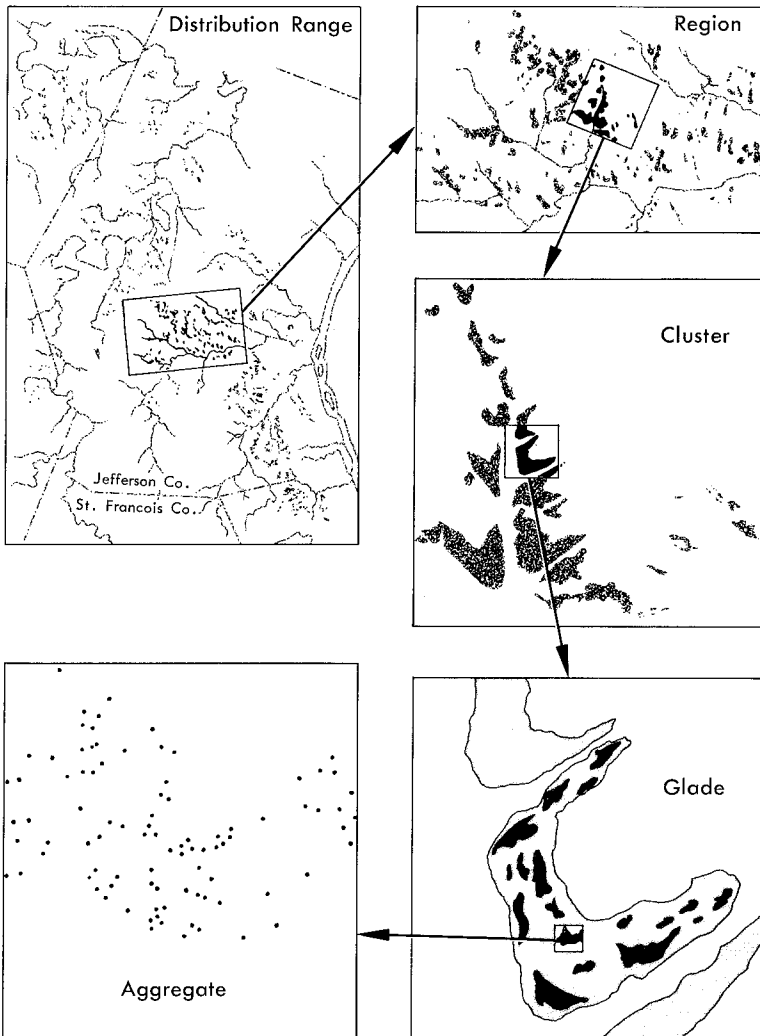 Distribution Range
Region
Jefferson Co.
St. Francois Co.
Cluster
Glade
Aggregate